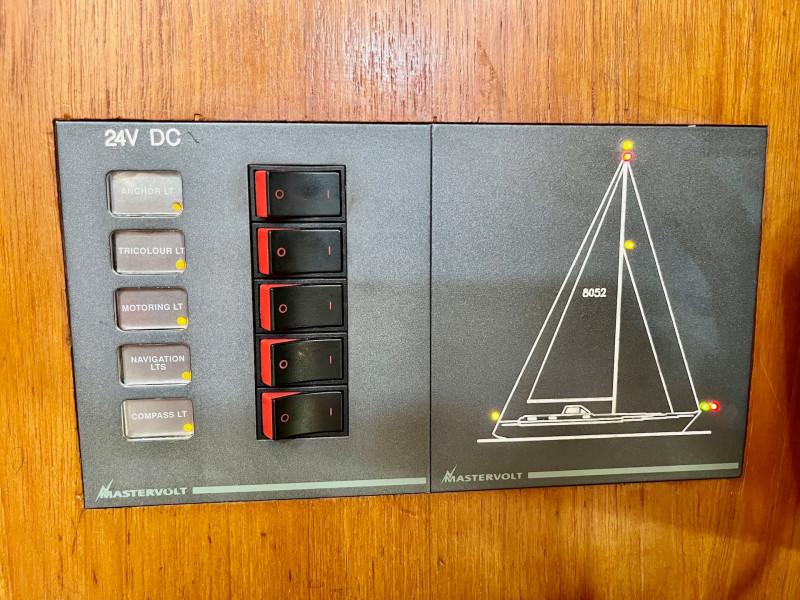 24V DC
ANCHOR LT
TRICOLOUR LT
MOTORING LT
NAVIGATION
LTS
COMPASS LT
MASTERVOLT
8052
MASTERVOLT